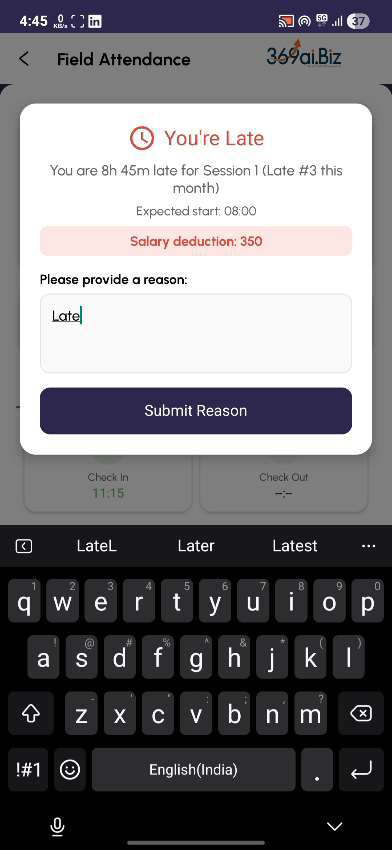 4:45 0 KB/s 5G 37
Field Attendance
369ai.Biz
You're Late
You are 8h 45m late for Session 1 (Late #3 this
month)
Expected start: 08:00
Salary deduction: 350
Please provide a reason:
Late
Submit Reason
Check In
Check Out
11:15
--:--
LateL Later Latest ...
1 2 3 4 5 6 7 8 9 0
q w e r t y u i o p
! @ # % ^ & * ( )
a s d f g h j k l
- ' " : ; , ?
z x c v b n m
!#1 English(India) .